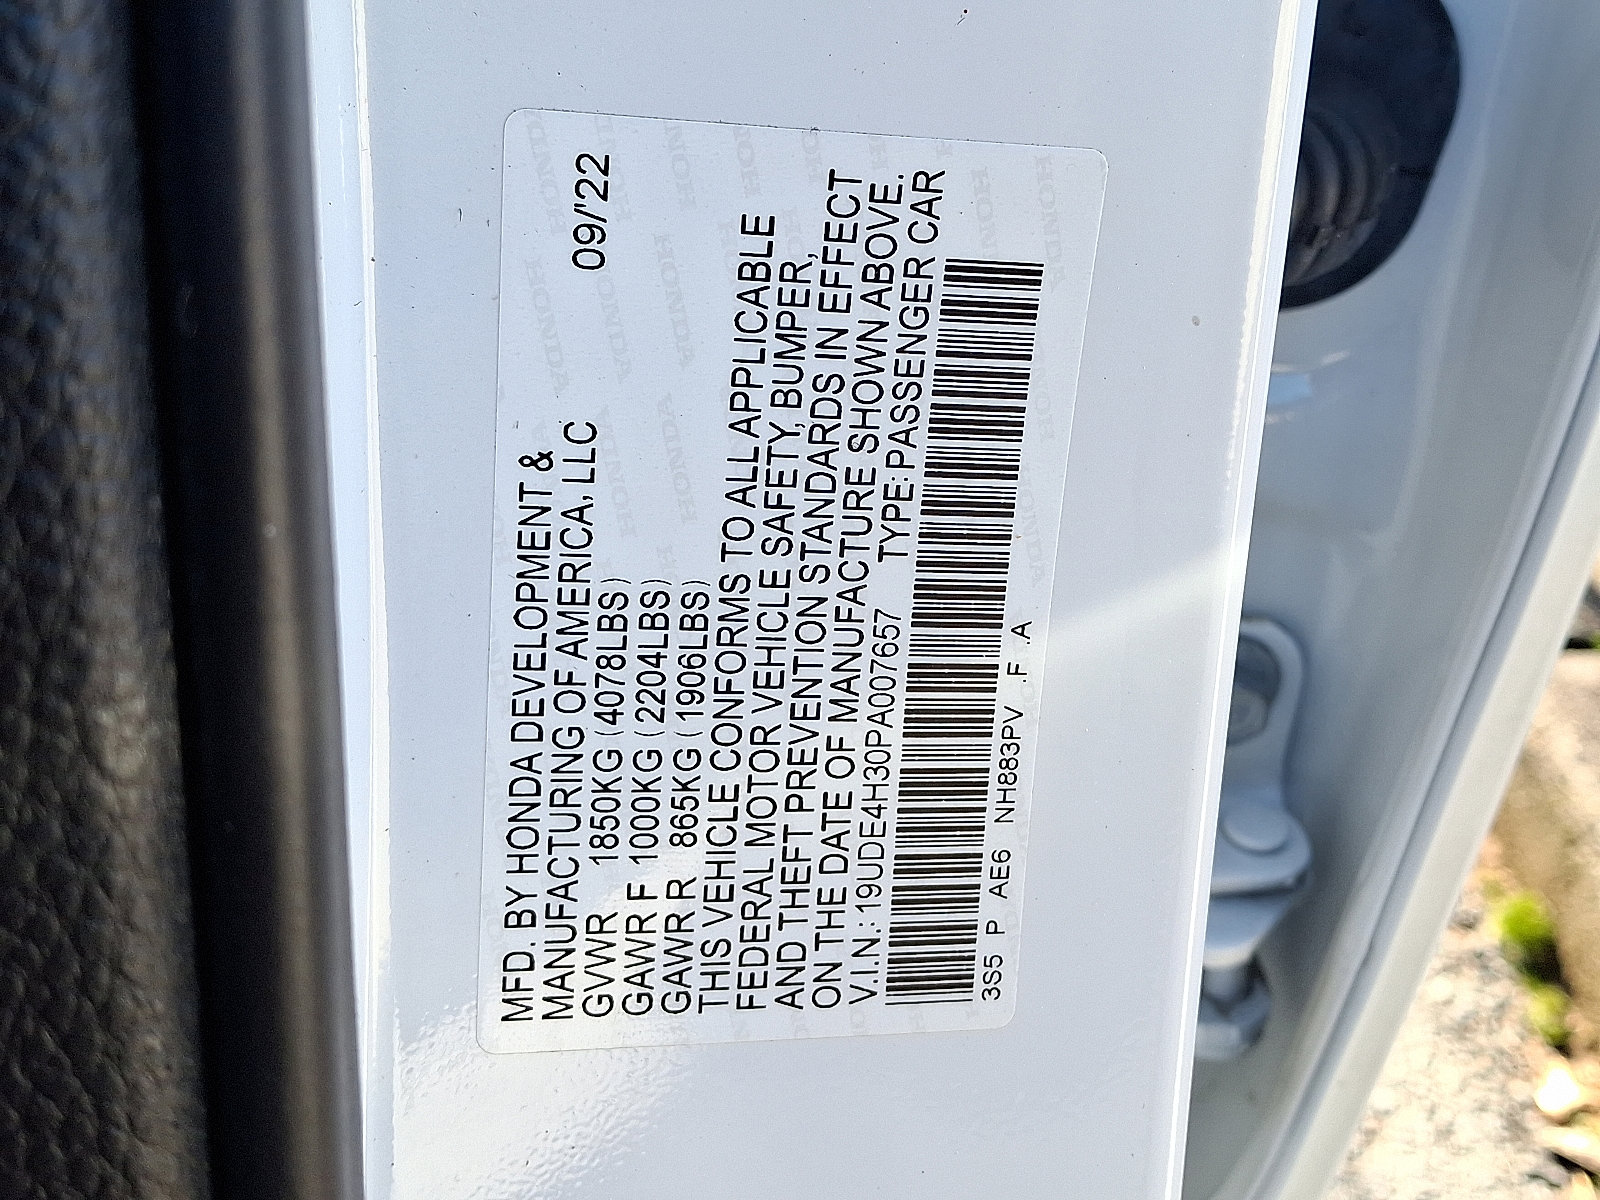 MFD. BY HONDA DEVELOPMENT &
MANUFACTURING OF AMERICA, LLC 09/'22
GVWR 1850KG (4078LBS)
GAWR F 1000KG (2204LBS)
GAWR R 865KG (1906LBS)
THIS VEHICLE CONFORMS TO ALL APPLICABLE
FEDERAL MOTOR VEHICLE SAFETY, BUMPER,
AND THEFT PREVENTION STANDARDS IN EFFECT
ON THE DATE OF MANUFACTURE SHOWN ABOVE.
V.I.N.: 19UDE4H30PA007657 TYPE: PASSENGER CAR
3S5 P AE6 NH883PV .F .A